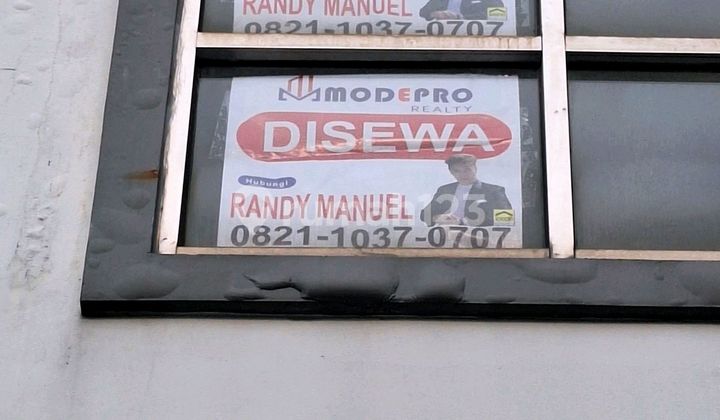 RANDY MANUEL
0821-1037-0707
MODEPRO
REALTY
DISEWA
Hubungi
RANDY MANUEL
0821-1037-0707